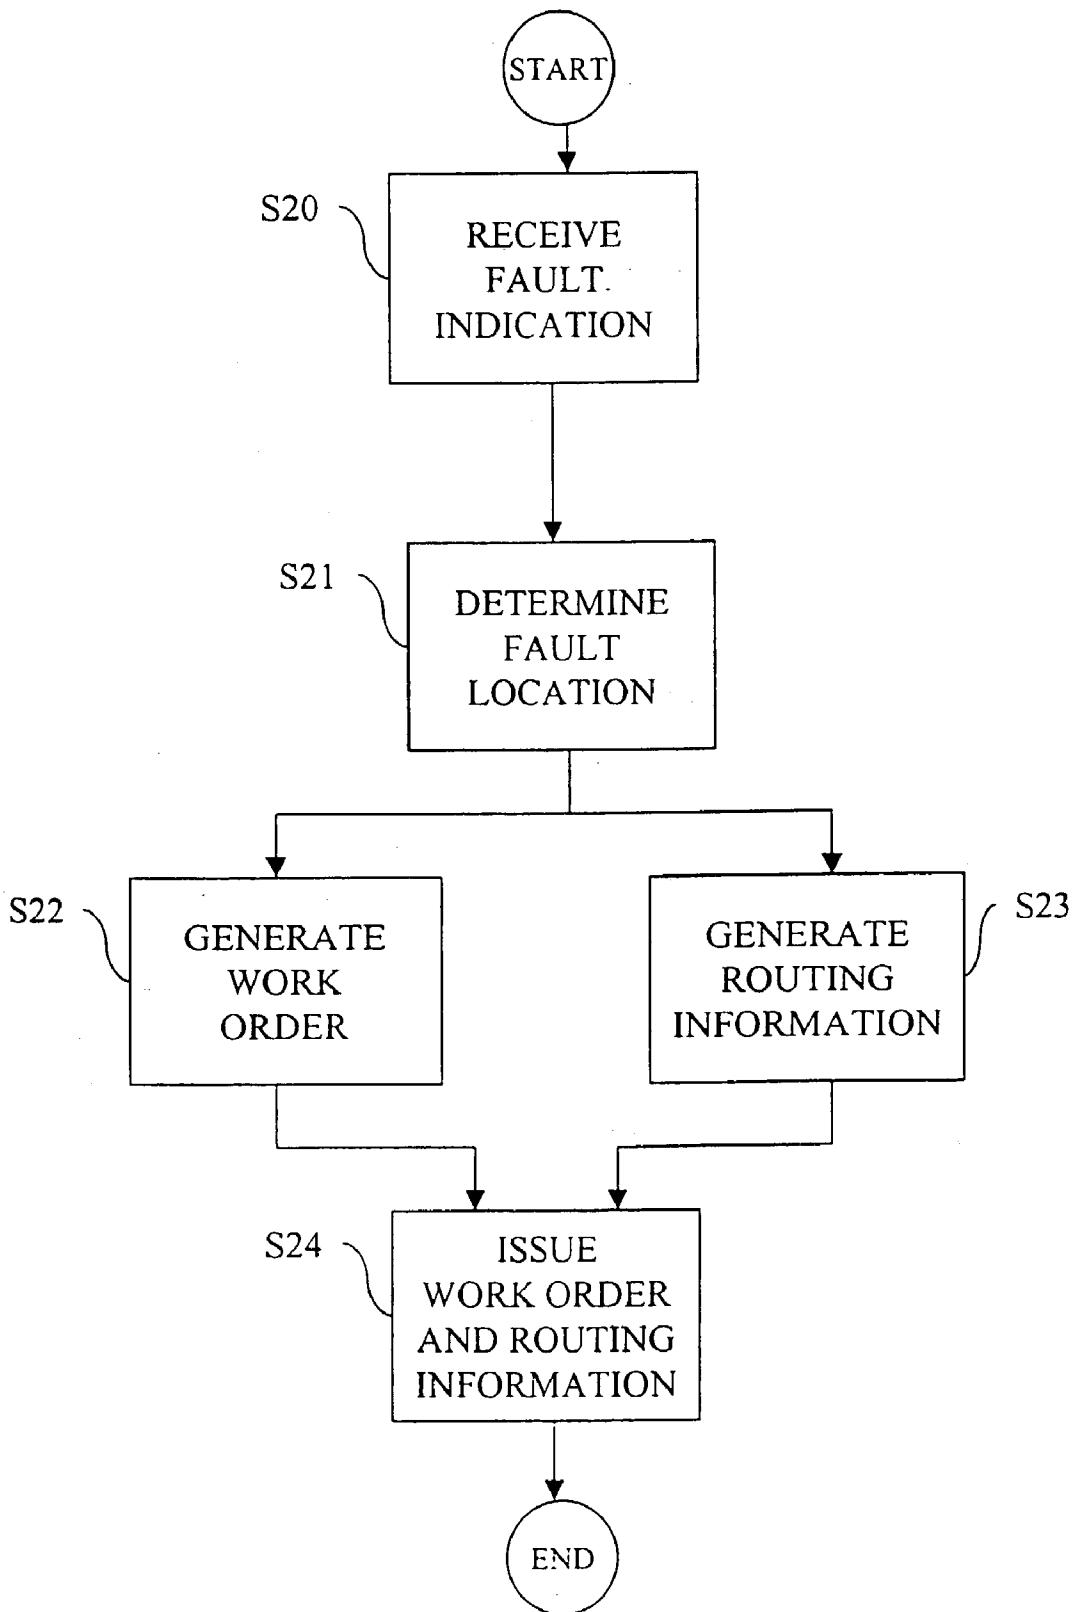 START
S20
RECEIVE
FAULT
INDICATION
S21
DETERMINE
FAULT
LOCATION
S22
GENERATE
WORK
ORDER
S23
GENERATE
ROUTING
INFORMATION
S24
ISSUE
WORK ORDER
AND ROUTING
INFORMATION
END